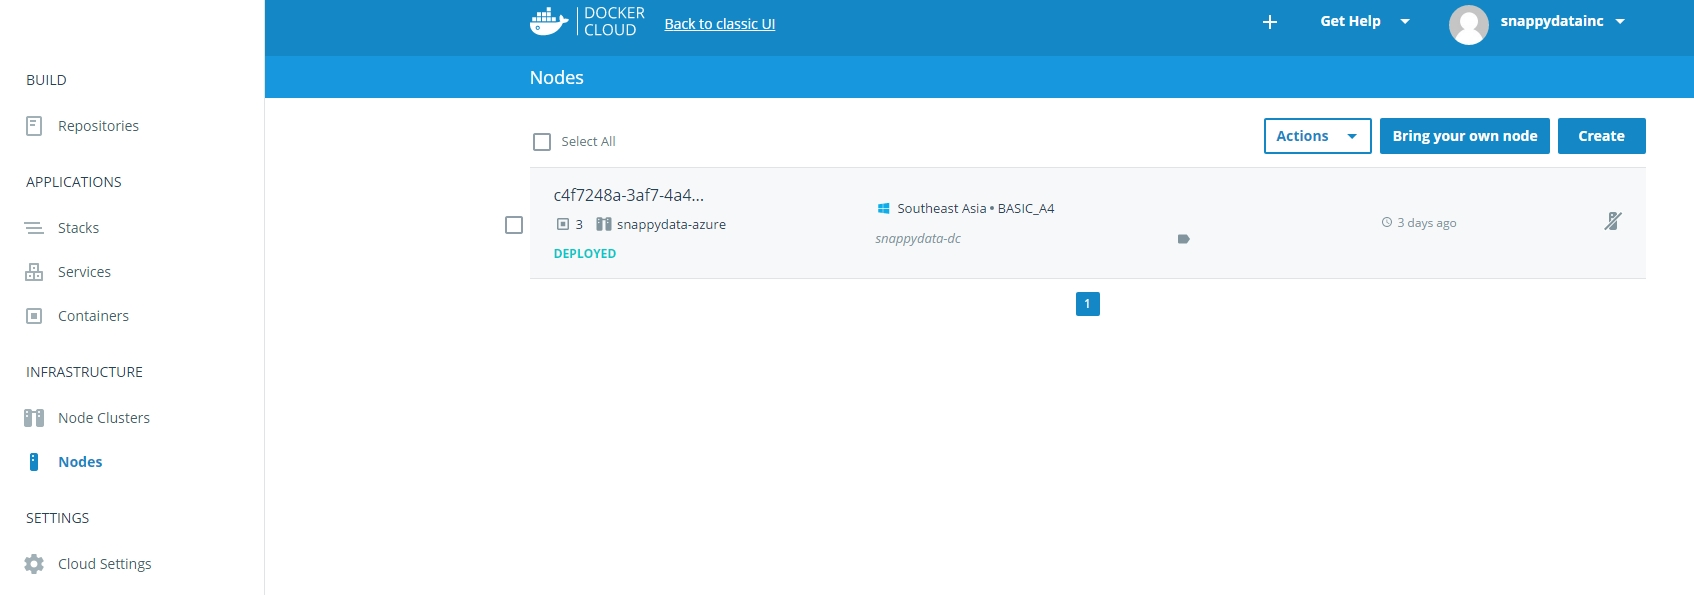 DOCKER
CLOUD
Back to classic UI
Get Help
snappydatainc
Nodes
BUILD
Repositories
APPLICATIONS
Stacks
Services
Containers
INFRASTRUCTURE
Node Clusters
Nodes
SETTINGS
Cloud Settings
Select All
Actions
Bring your own node
Create
c4f7248a-3af7-4a4...
3 snappydata-azure
DEPLOYED
Southeast Asia • BASIC_A4
snappydata-dc
3 days ago
1